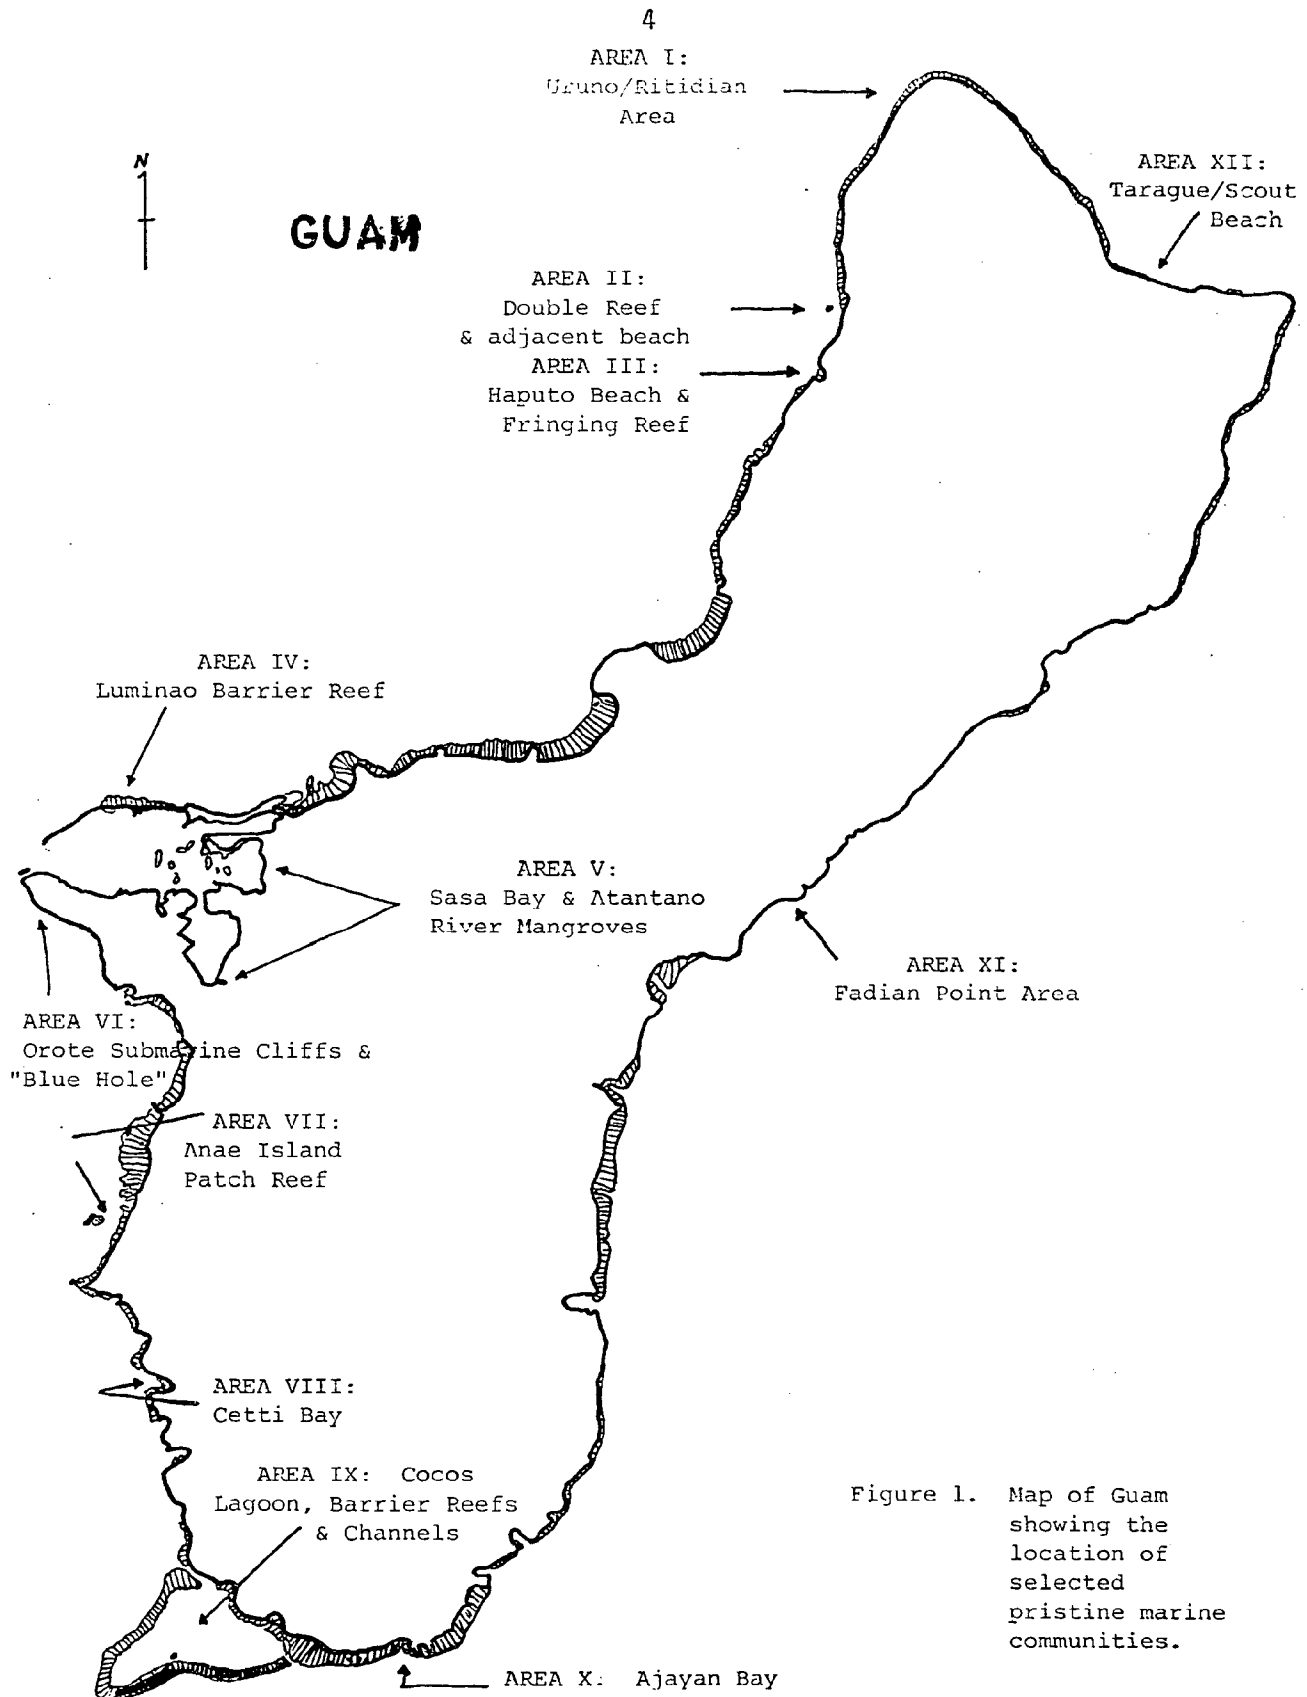 4
AREA I:
Uruno/Ritidian
Area
N
GUAM
AREA XII:
Tarague/Scout
Beach
AREA II:
Double Reef
& adjacent beach
AREA III:
Haputo Beach &
Fringing Reef
AREA IV:
Luminao Barrier Reef
AREA V:
Sasa Bay & Atantano
River Mangroves
AREA XI:
Fadian Point Area
AREA VI:
Orote Submarine Cliffs &
"Blue Hole"
AREA VII:
Anae Island
Patch Reef
AREA VIII:
Cetti Bay
AREA IX: Cocos
Lagoon, Barrier Reefs
& Channels
Figure 1. Map of Guam
showing the
location of
selected
pristine marine
communities.
AREA X: Ajayan Bay